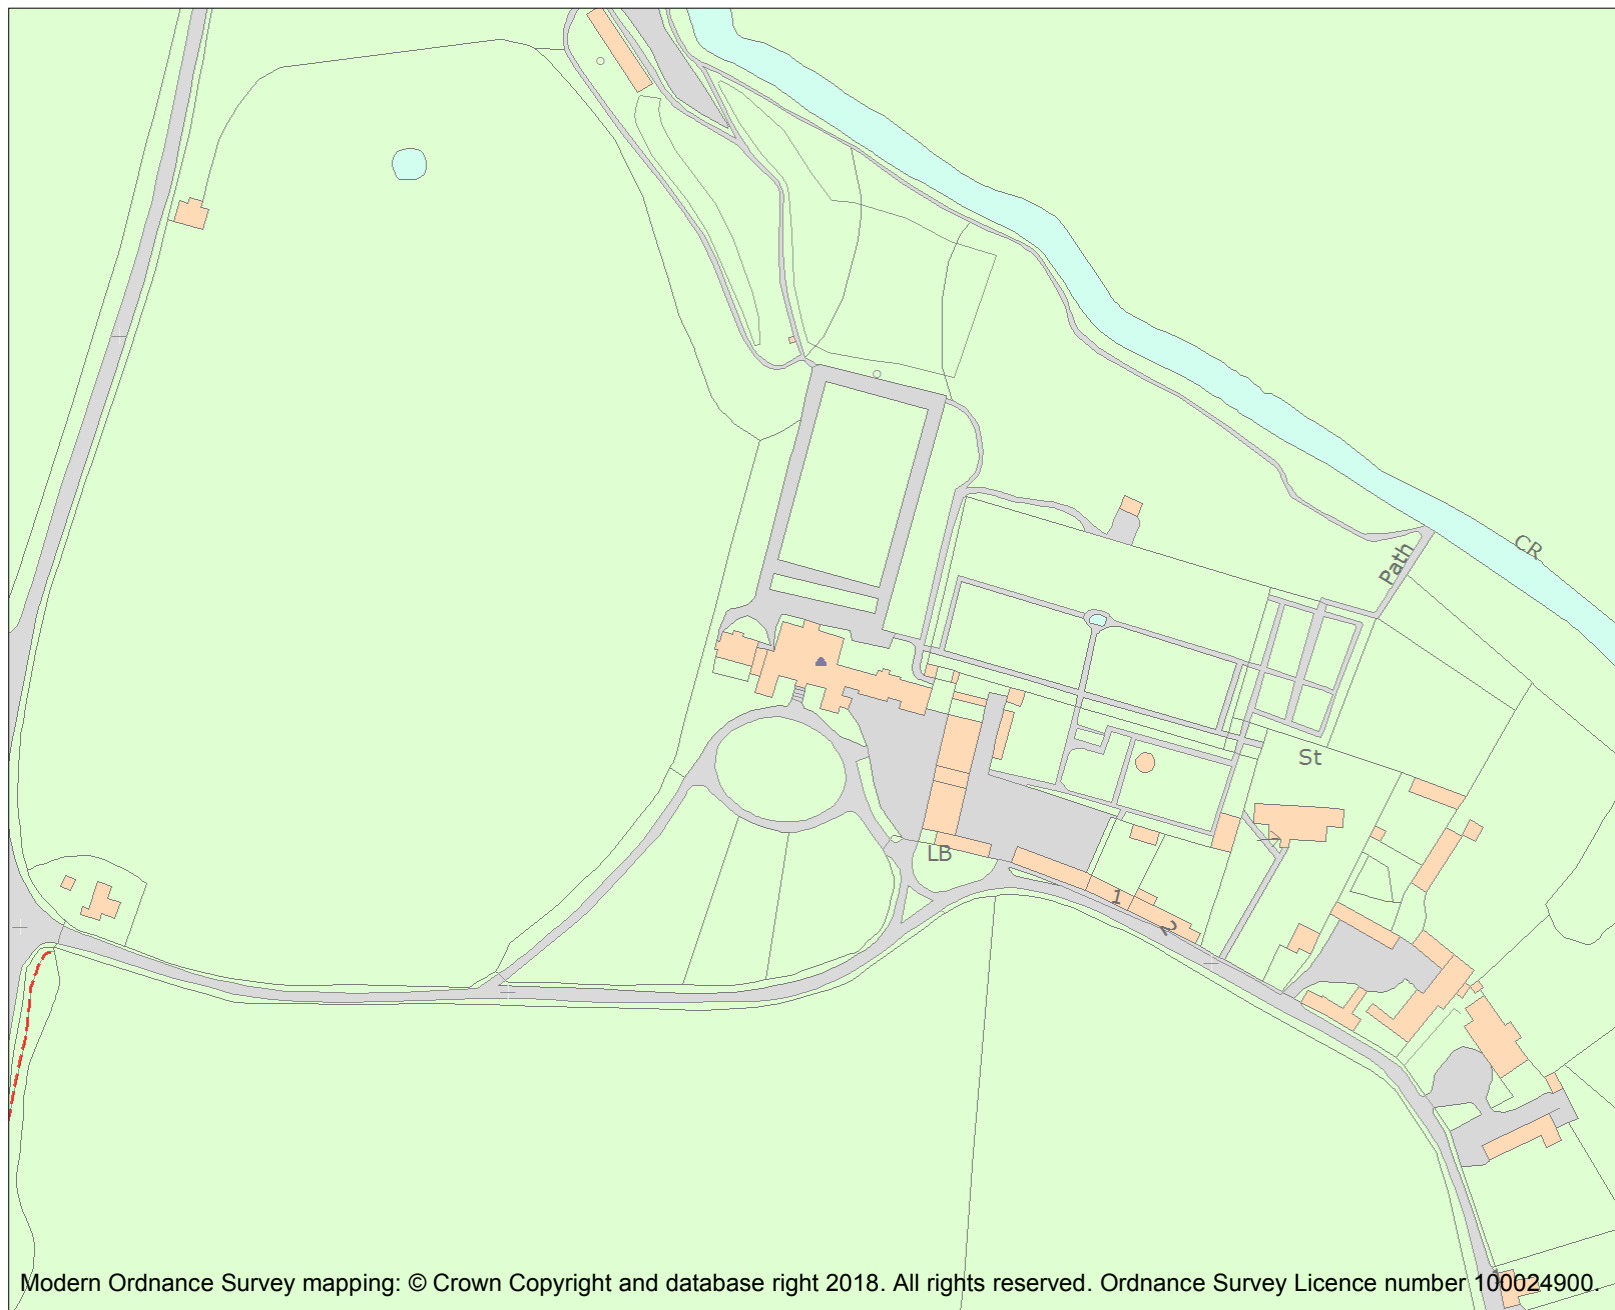 CR
Path
St
LB
1
2
Modern Ordnance Survey mapping: © Crown Copyright and database right 2018. All rights reserved. Ordnance Survey Licence number 100024900.